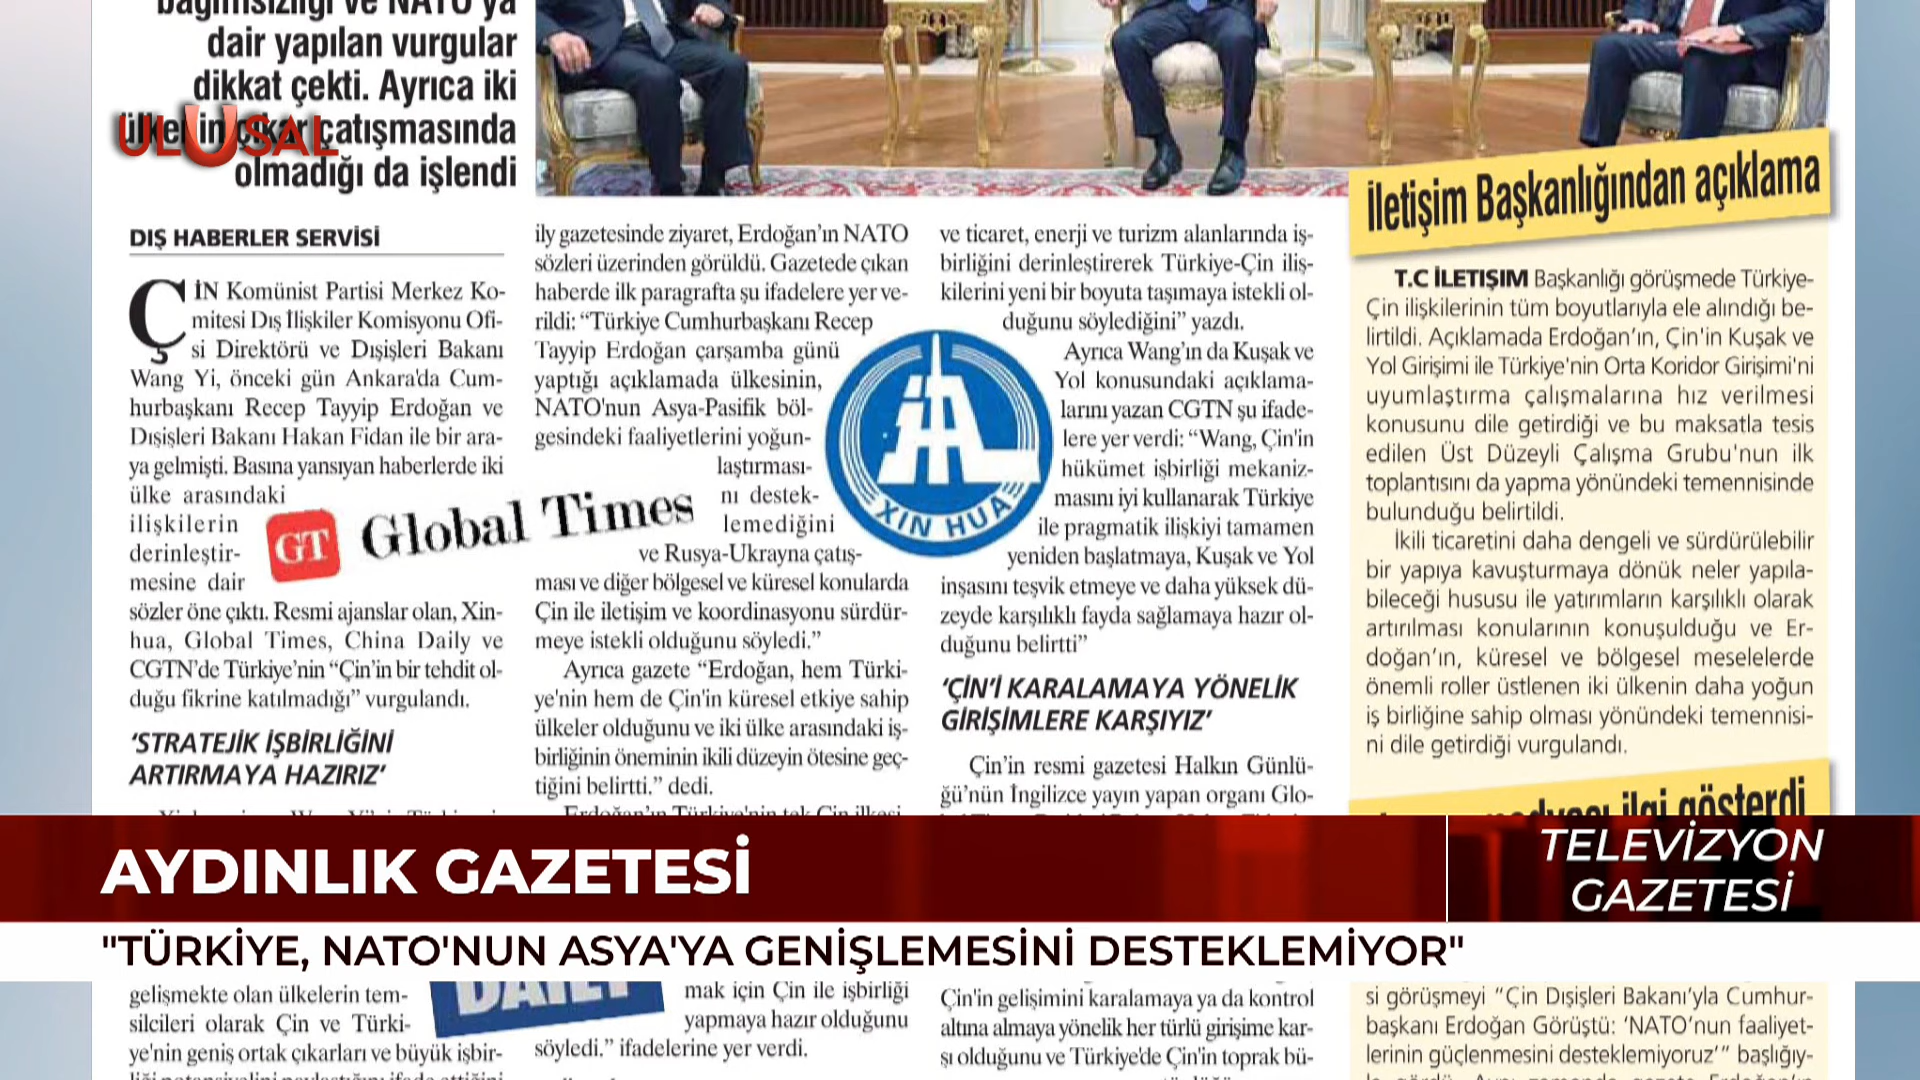 bağımsızlığı ve NATO'ya
dair yapılan vurgular
dikkat çekti. Ayrıca iki
çatışmasında
olmadığı da işlendi
ULUSAL
DIŞ HABERLER SERVİSİ
ÇİN Komünist Partisi Merkez Ko-
mitesi Dış İlişkiler Komisyonu Ofi-
si Direktörü ve Dışişleri Bakanı
Wang Yi, önceki gün Ankara'da Cum-
hurbaşkanı Recep Tayyip Erdoğan ve
Dışişleri Bakanı Hakan Fidan ile bir ara-
ya gelmişti. Basına yansıyan haberlerde iki
ülke arasındaki
ilişkilerin
derinleştir-
mesine dair
sözler öne çıktı. Resmi ajanslar olan, Xin-
hua, Global Times, China Daily ve
CGTN'de Türkiye'nin “Çin'in bir tehdit ol-
duğu fikrine katılmadığı” vurgulandı.
‘STRATEJİK İŞBİRLİĞİNİ
ARTIRMAYA HAZIRIZ’
gelişmekte olan ülkelerin tem-
silcileri olarak Çin ve Türki-
ye'nin geniş ortak çıkarları ve büyük işbir-
GT Global Times
ily gazetesinde ziyaret, Erdoğan'ın NATO
sözleri üzerinden görüldü. Gazetede çıkan
haberde ilk paragrafta şu ifadelere yer ve-
rildi: “Türkiye Cumhurbaşkanı Recep
Tayyip Erdoğan çarşamba günü
yaptığı açıklamada ülkesinin,
NATO'nun Asya-Pasifik böl-
gesindeki faaliyetlerini yoğun-
laştırması-
nı destek-
lemediğini
ve Rusya-Ukrayna çatış-
ması ve diğer bölgesel ve küresel konularda
Çin ile iletişim ve koordinasyonu sürdür-
meye istekli olduğunu söyledi.”
Ayrıca gazete “Erdoğan, hem Türki-
ye'nin hem de Çin'in küresel etkiye sahip
ülkeler olduğunu ve iki ülke arasındaki iş-
birliğinin öneminin ikili düzeyin ötesine geç-
tiğini belirtti.” dedi.
Erdoğan'ın Türkiye'nin tek Çin ilkesi
DAILY
mak için Çin ile işbirliği
yapmaya hazır olduğunu
söyledi.” ifadelerine yer verdi.
XIN HUA
ve ticaret, enerji ve turizm alanlarında iş-
birliğini derinleştirerek Türkiye-Çin iliş-
kilerini yeni bir boyuta taşımaya istekli ol-
duğunu söylediğini” yazdı.
Ayrıca Wang'ın da Kuşak ve
Yol konusundaki açıklama-
larını yazan CGTN şu ifade-
lere yer verdi: “Wang, Çin'in
hükümet işbirliği mekaniz-
masını iyi kullanarak Türkiye
ile pragmatik ilişkiyi tamamen
yeniden başlatmaya, Kuşak ve Yol
inşasını teşvik etmeye ve daha yüksek dü-
zeyde karşılıklı fayda sağlamaya hazır ol-
duğunu belirtti”
‘ÇİN’İ KARALAMAYA YÖNELİK
GİRİŞİMLERE KARŞIYIZ’
Çin'in resmi gazetesi Halkın Günlü-
ğü'nün İngilizce yayın yapan organı Glo-
Çin'in gelişimini karalamaya ya da kontrol
altına almaya yönelik her türlü girişime kar-
şı olduğunu ve Türkiye'de Çin'in toprak bü-
İletişim Başkanlığından açıklama
T.C İLETİŞİM Başkanlığı görüşmede Türkiye-
Çin ilişkilerinin tüm boyutlarıyla ele alındığı be-
lirtildi. Açıklamada Erdoğan'ın, Çin'in Kuşak ve
Yol Girişimi ile Türkiye'nin Orta Koridor Girişimi'ni
uyumlaştırma çalışmalarına hız verilmesi
konusunu dile getirdiği ve bu maksatla tesis
edilen Üst Düzeyli Çalışma Grubu'nun ilk
toplantısını da yapma yönündeki temennisinde
bulunduğu belirtildi.
İkili ticaretini daha dengeli ve sürdürülebilir
bir yapıya kavuşturmaya dönük neler yapıla-
bileceği hususu ile yatırımların karşılıklı olarak
artırılması konularının konuşulduğu ve Er-
doğan'ın, küresel ve bölgesel meselelerde
önemli roller üstlenen iki ülkenin daha yoğun
iş birliğine sahip olması yönündeki temennisi-
ni dile getirdiği vurgulandı.
ilgi gösterdi
si görüşmeyi “Çin Dışişleri Bakanı'yla Cumhur-
başkanı Erdoğan Görüştü: ‘NATO'nun faaliyet-
lerinin güçlenmesini desteklemiyoruz’” başlığıy-
AYDINLIK GAZETESİ
TELEVİZYON
GAZETESİ
"TÜRKİYE, NATO'NUN ASYA'YA GENİŞLEMESİNİ DESTEKLEMİYOR"